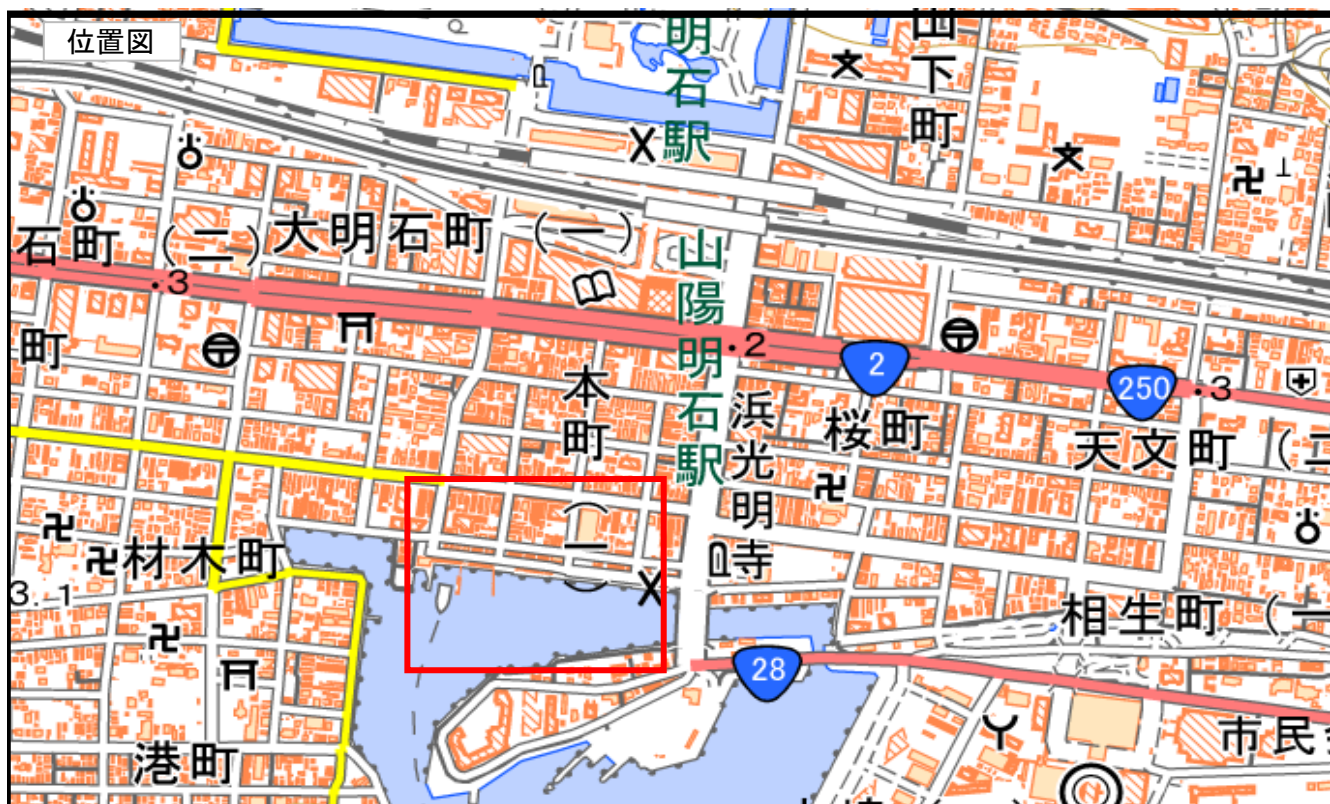 位置図
明石駅
山下町
大明石町(一)
石町(二)
山陽明石駅
・3
・2
2
250
・3
町
本町(一)
浜光明寺
桜町
天文町(二
材木町
3.1
相生町(一
28
港町
市民